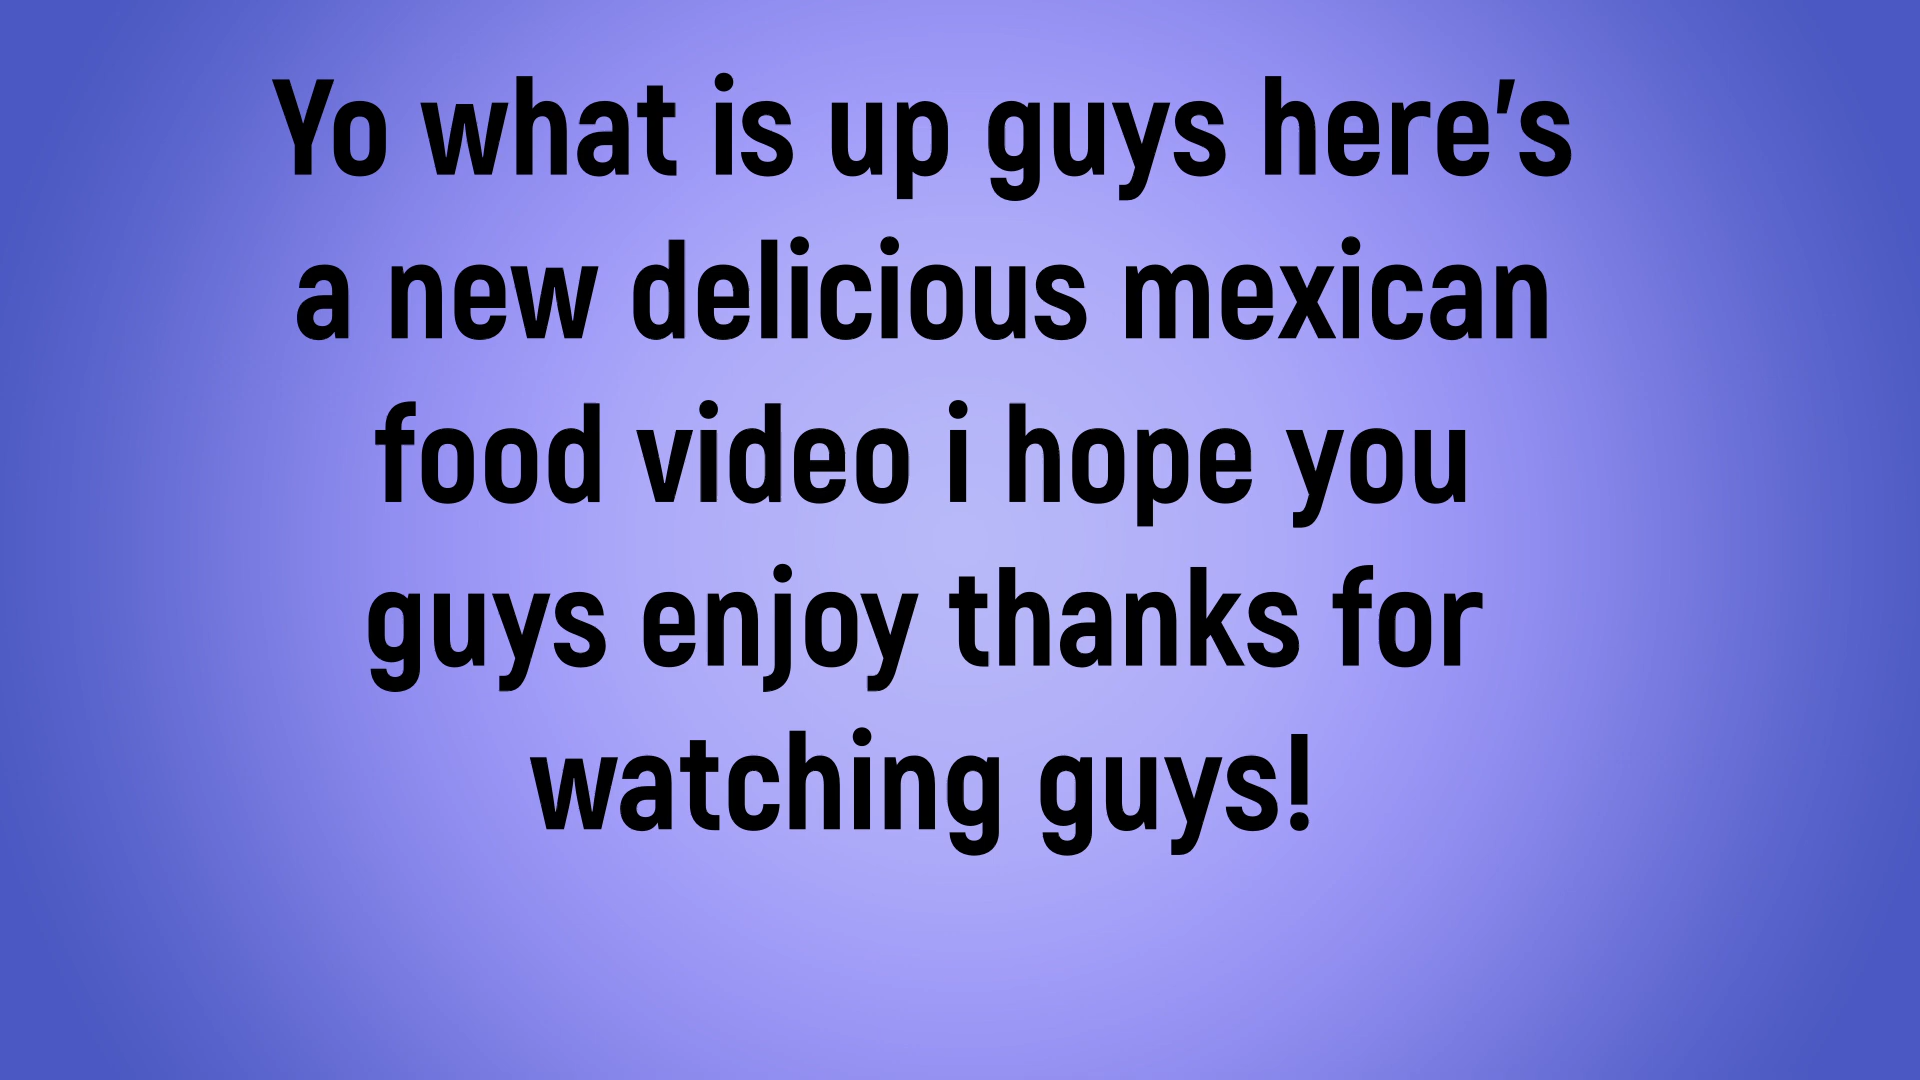 Yo what is up guys here's
a new delicious mexican
food video i hope you
guys enjoy thanks for
watching guys!